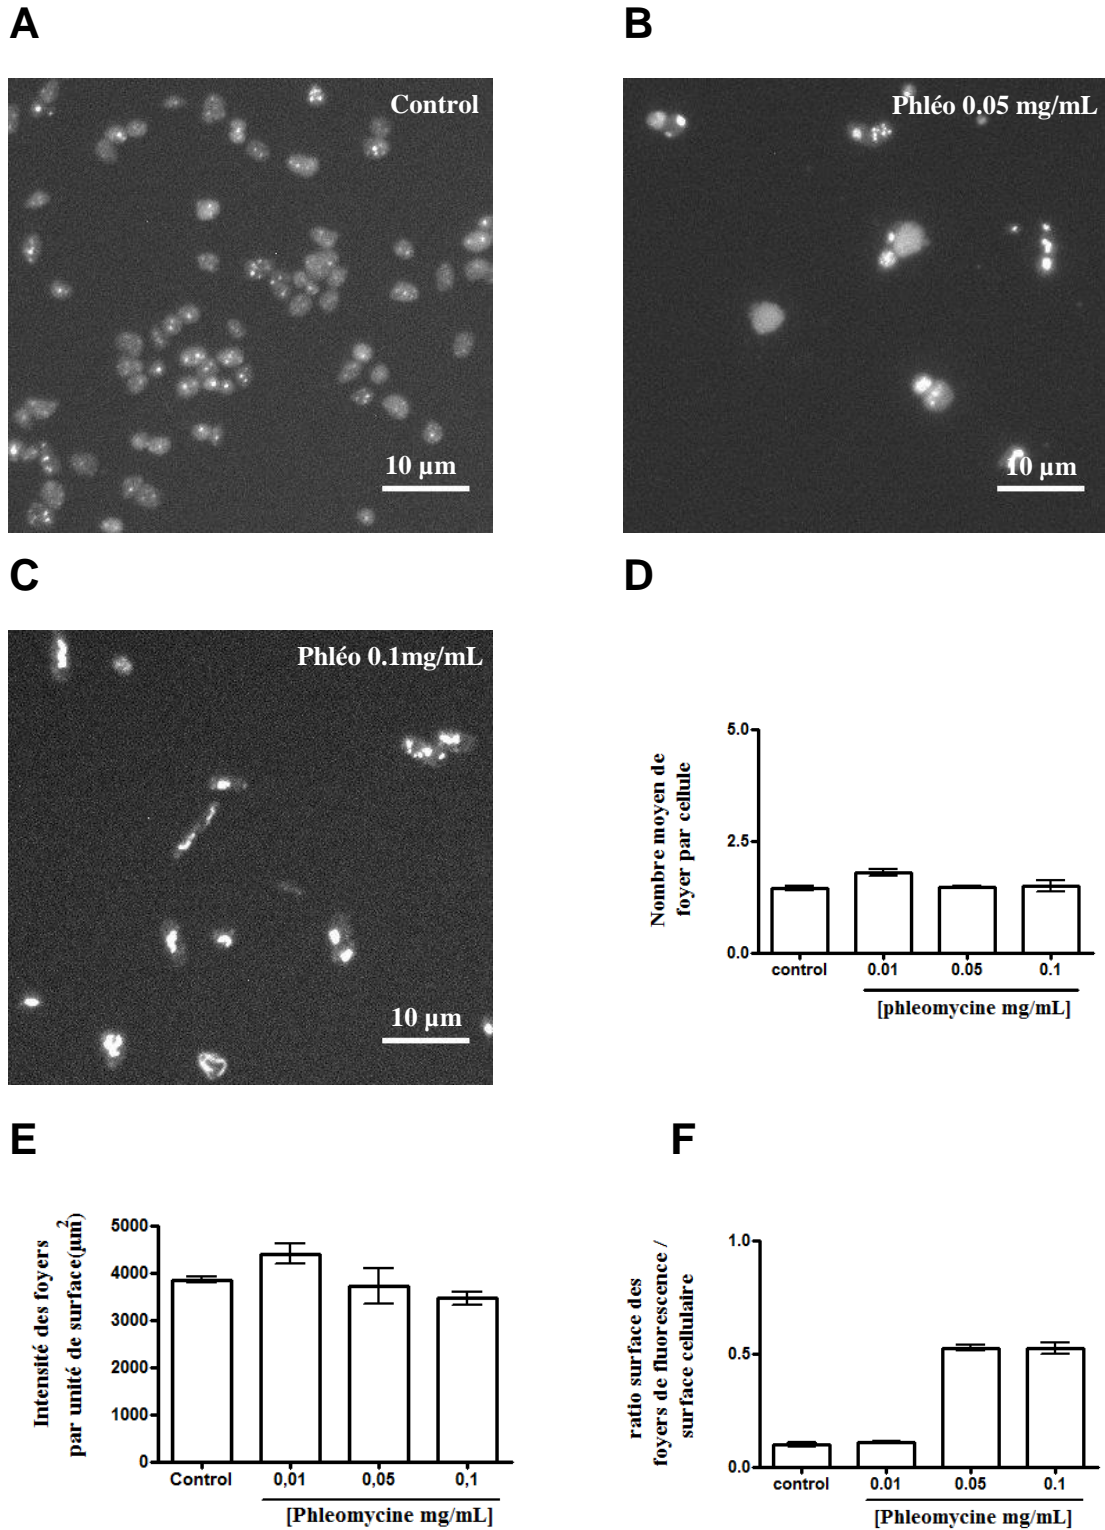 A
B
Control
Phléo 0.05 mg/mL
10 µm
10 µm
C
D
Phléo 0.1mg/mL
10 µm
Nombre moyen de
foyer par cellule
5.0
2.5
0.0
control
0.01
0.05
0.1
[phleomycine mg/mL]
E
F
Intensité des foyers
par unité de surface(µm²)
5000
4000
3000
2000
1000
0
Control
0,01
0,05
0,1
[Phleomycine mg/mL]
ratio surface des
foyers de fluorescence /
surface cellulaire
1.0
0.5
0.0
control
0.01
0.05
0.1
[Phleomycine mg/mL]